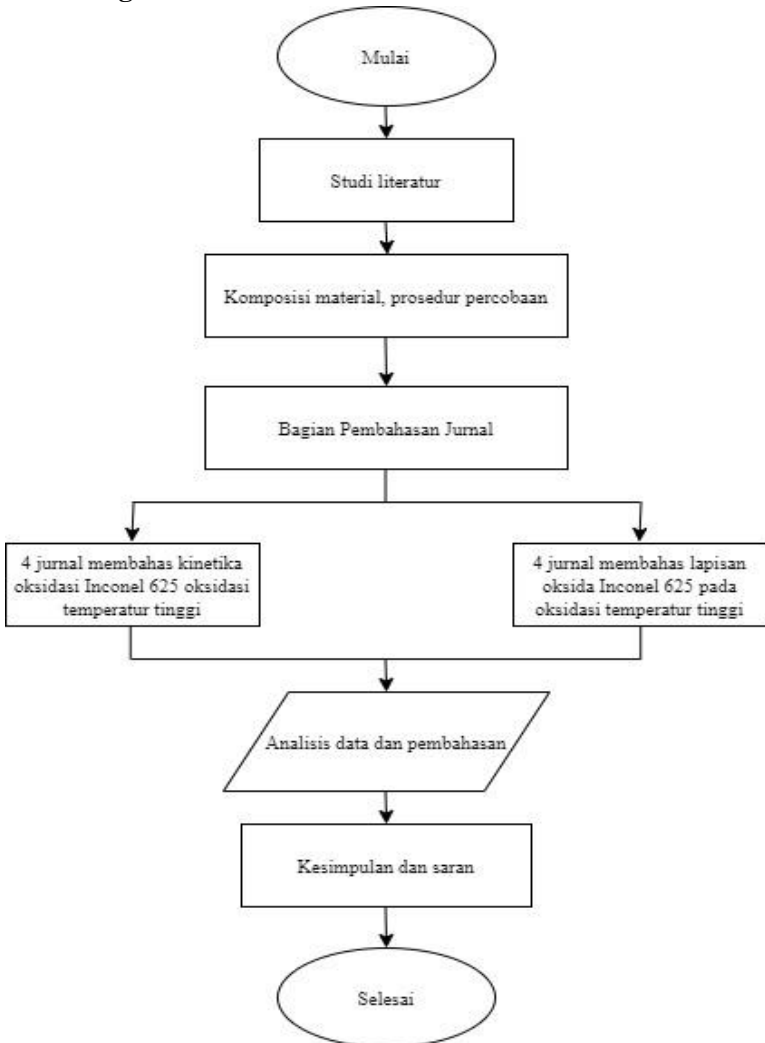 Mulai
Studi literatur
Komposisi material, prosedur percobaan
Bagian Pembahasan Jurnal
4 jurnal membahas kinetika
oksidasi Inconel 625 oksidasi
temperatur tinggi
4 jurnal membahas lapisan
oksida Inconel 625 pada
oksidasi temperatur tinggi
Analisis data dan pembahasan
Kesimpulan dan saran
Selesai